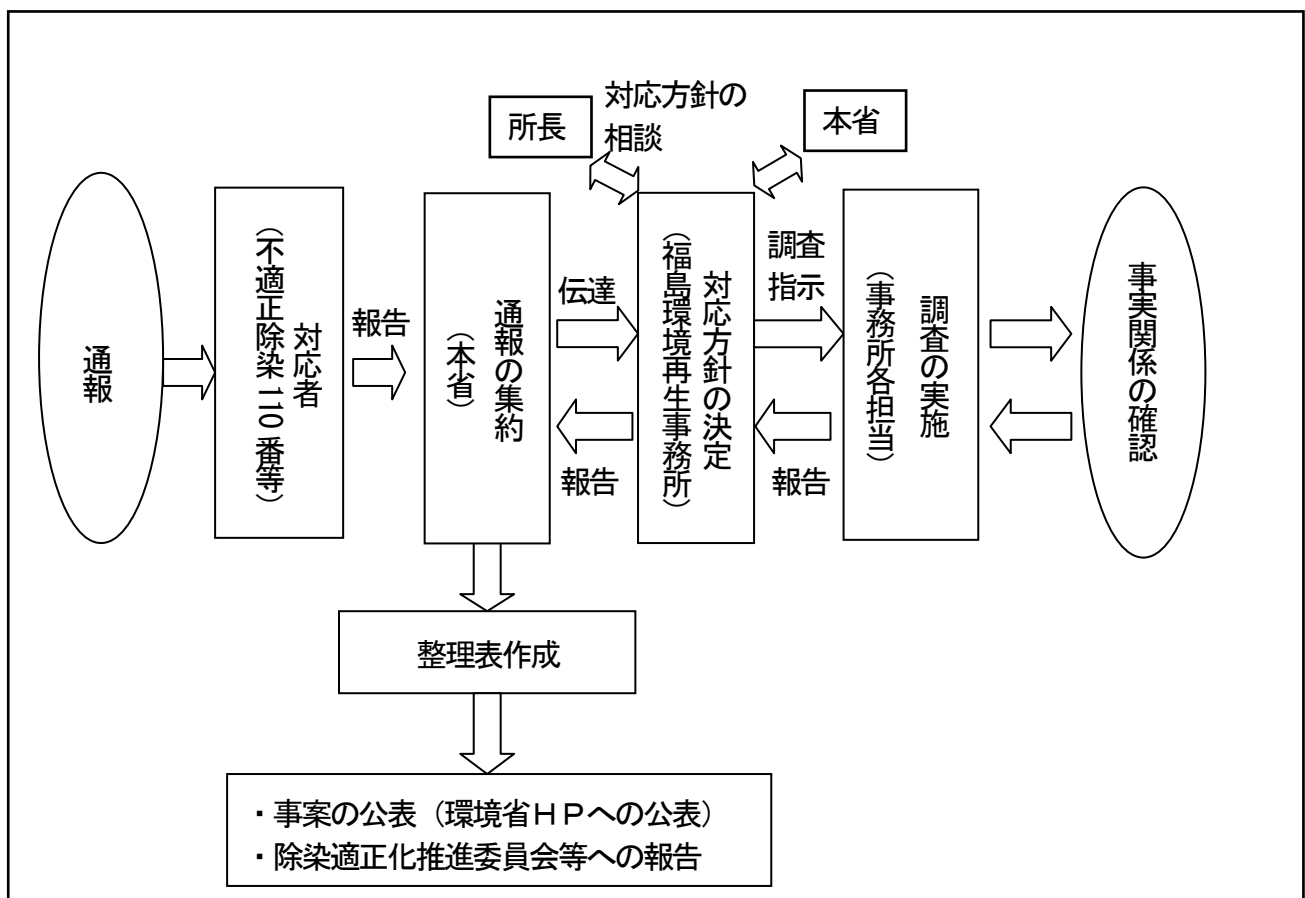 所長
対応方針の
相談
本省
通報
対応者
（不適正除染110番等）
報告
通報の集約
（本省）
伝達
報告
対応方針の決定
（福島環境再生事務所）
調査
指示
報告
調査の実施
（事務所各担当）
事実関係の確認
整理表作成
・事案の公表（環境省ＨＰへの公表）
・除染適正化推進委員会等への報告